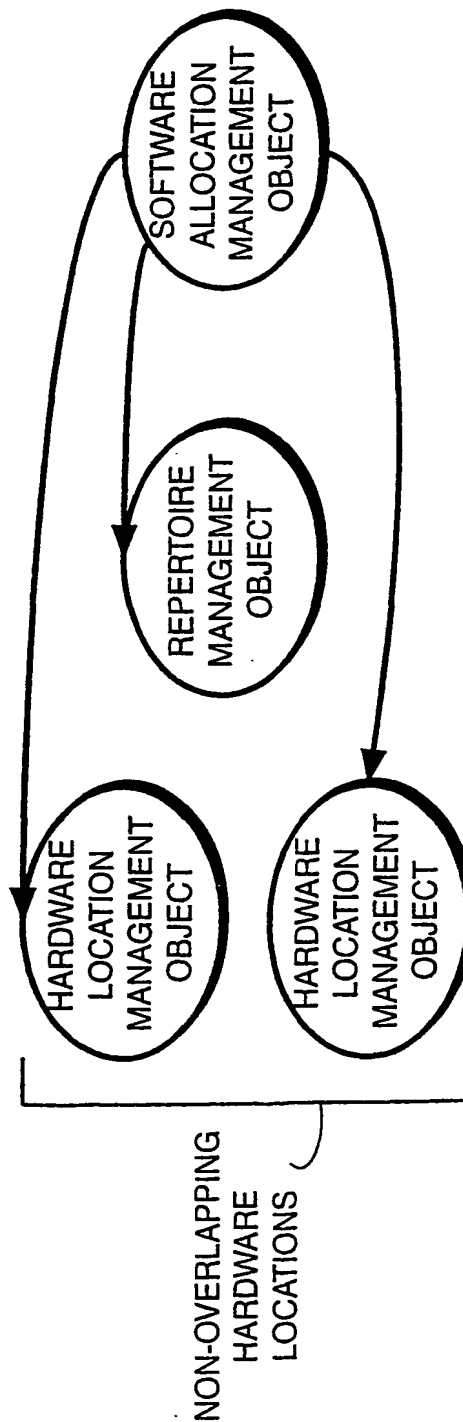 NON-OVERLAPPING
HARDWARE
LOCATIONS
HARDWARE
LOCATION
MANAGEMENT
OBJECT
HARDWARE
LOCATION
MANAGEMENT
OBJECT
REPERTOIRE
MANAGEMENT
OBJECT
SOFTWARE
ALLOCATION
MANAGEMENT
OBJECT